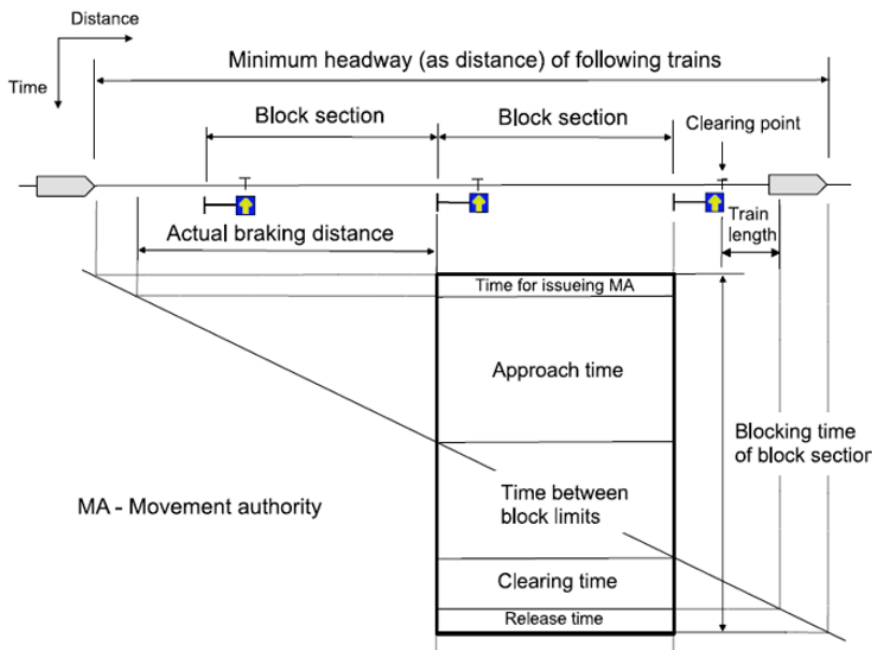 Distance
Time
Minimum headway (as distance) of following trains
Block section
Block section
Clearing point
Actual braking distance
Train
length
Time for issueing MA
Approach time
Blocking time
of block section
MA - Movement authority
Time between
block limits
Clearing time
Release time